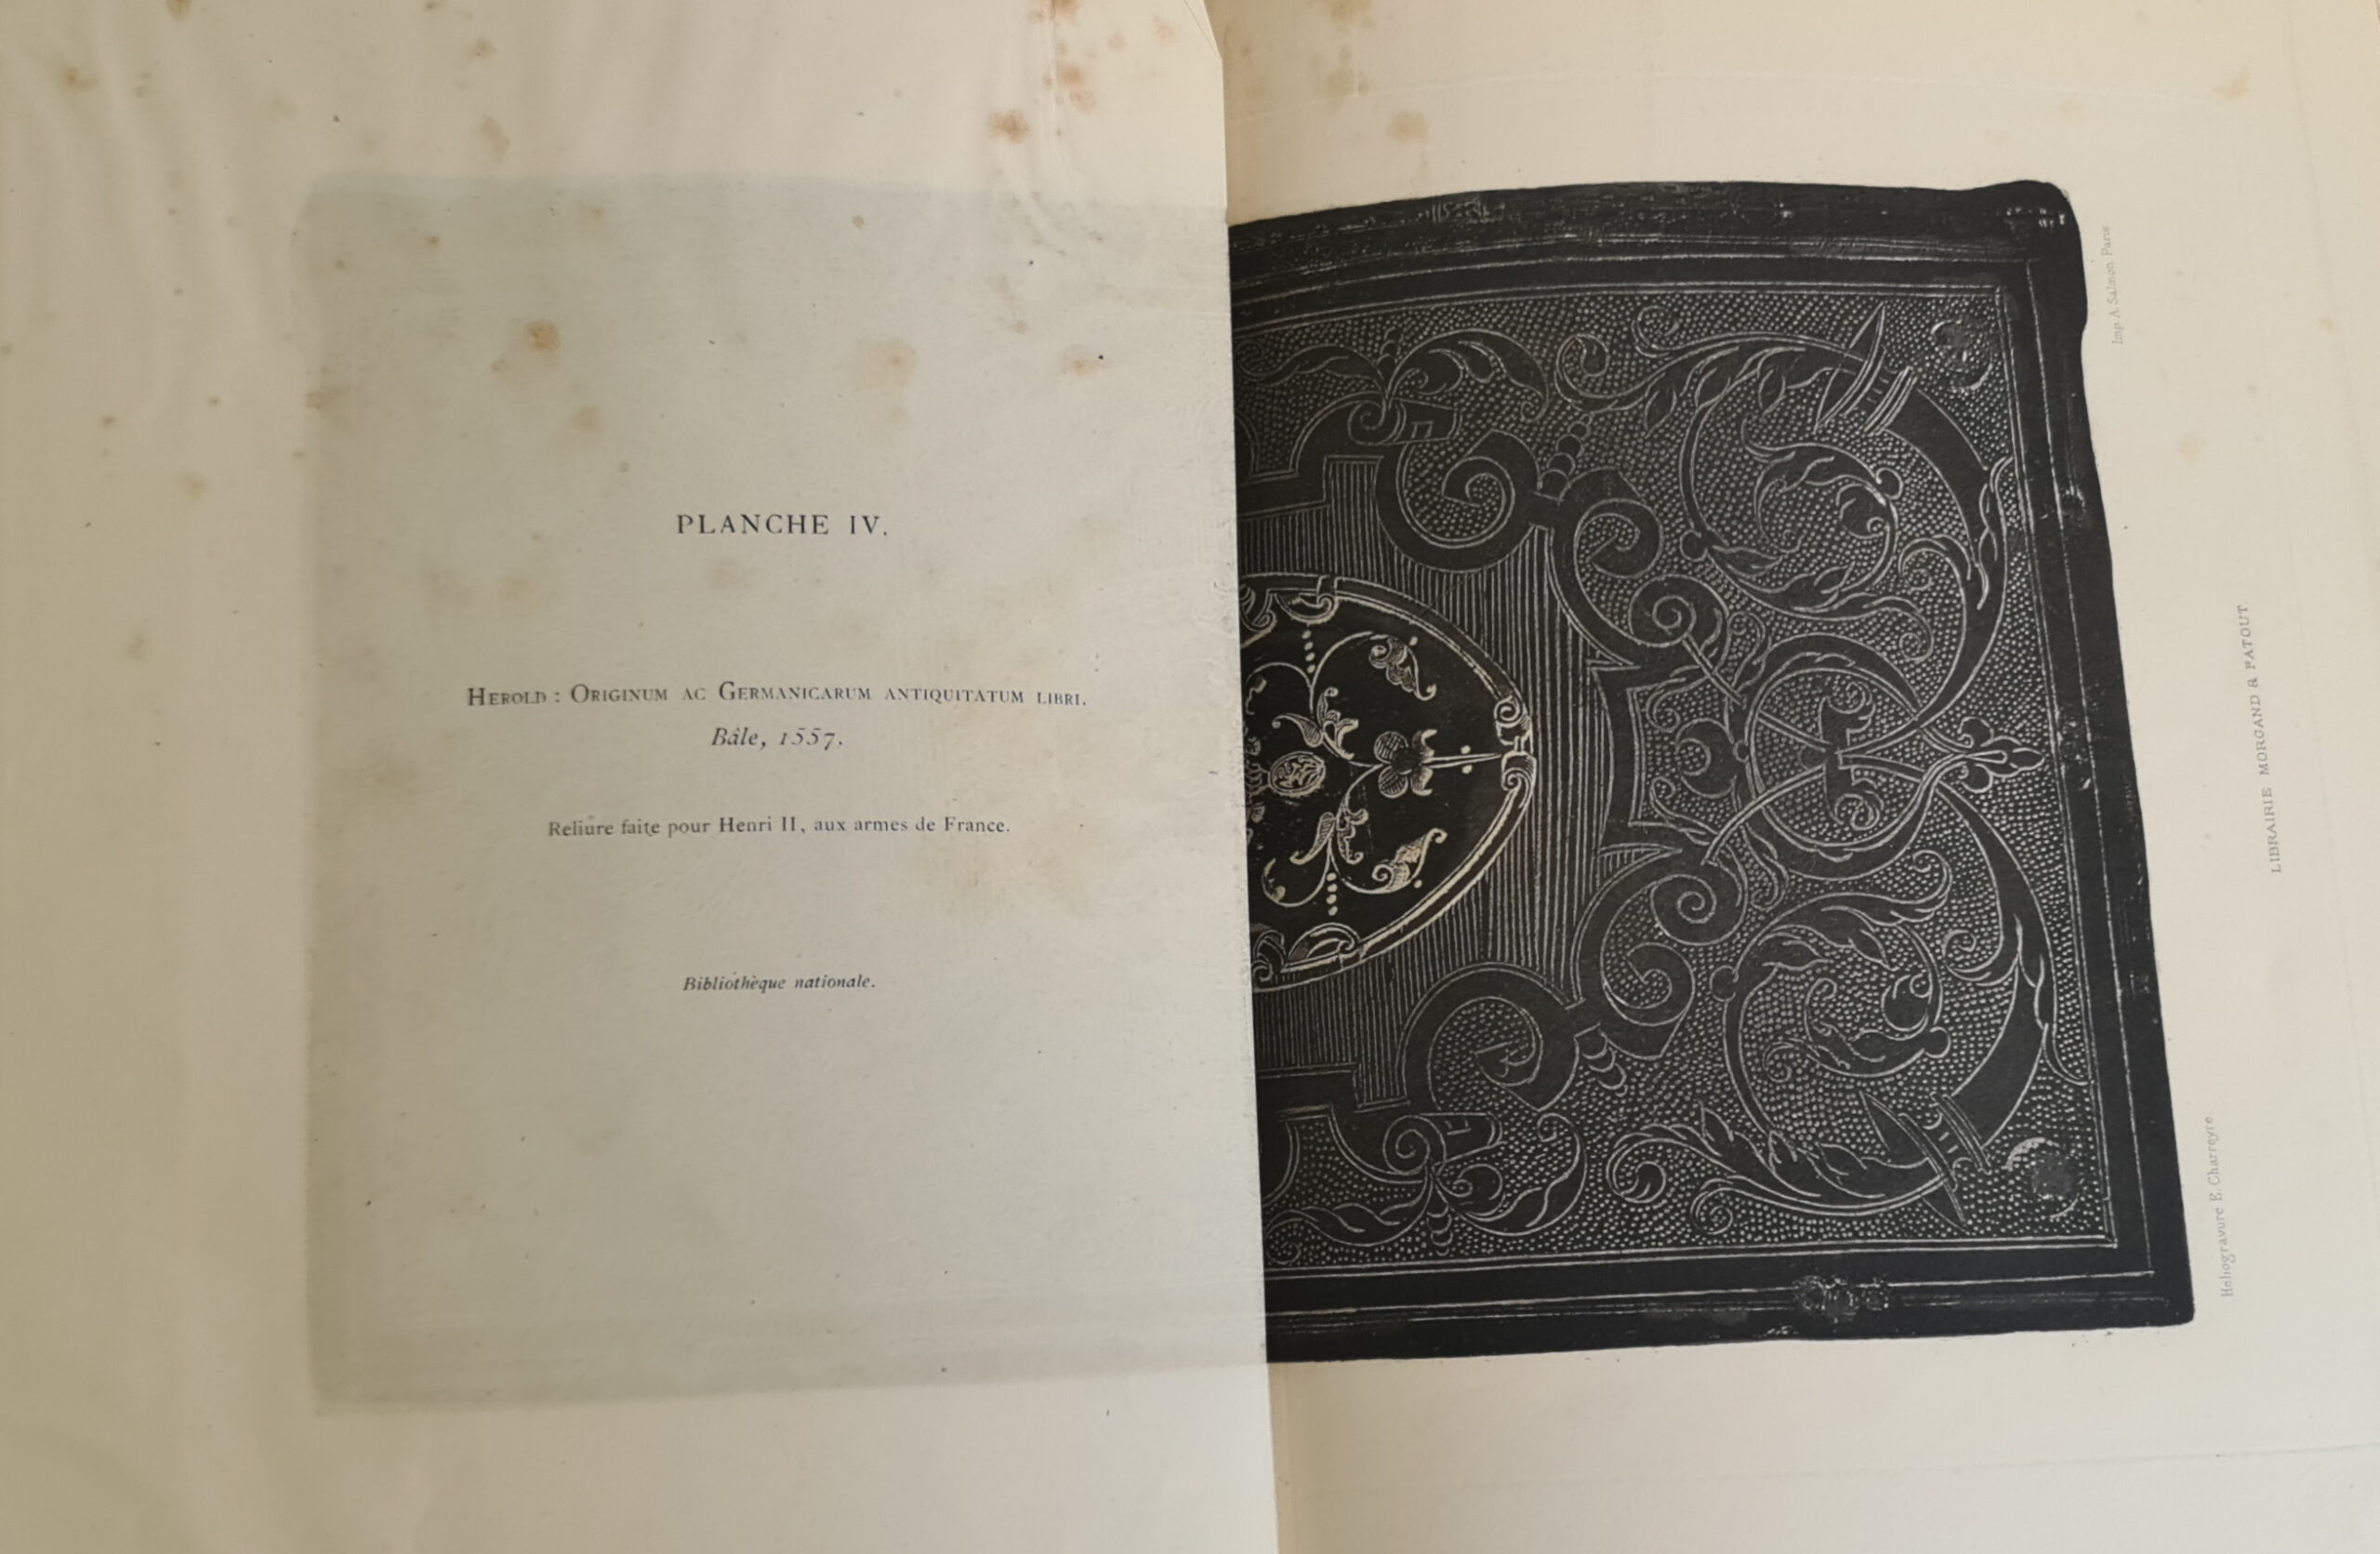 PLANCHE IV.
HEROLD : ORIGINUM AC GERMANICARUM ANTIQUITATUM LIBRI.
Bâle, 1557.
Reliure faite pour Henri II, aux armes de France.
Bibliothèque nationale.
Imp. A. Salmon. Paris
LIBRAIRIE MORGAND & FATOUT
Héliogravure E. Charreyre